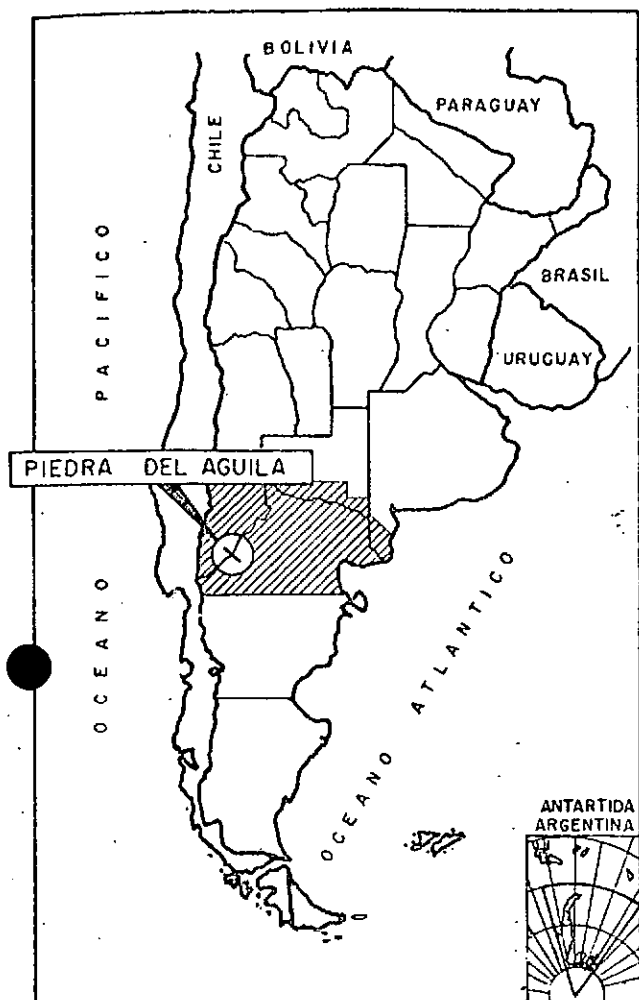 BOLIVIA
PARAGUAY
CHILE
BRASIL
URUGUAY
OCEANO PACIFICO
PIEDRA DEL AGUILA
OCEANO ATLANTICO
ANTARTIDA
ARGENTINA